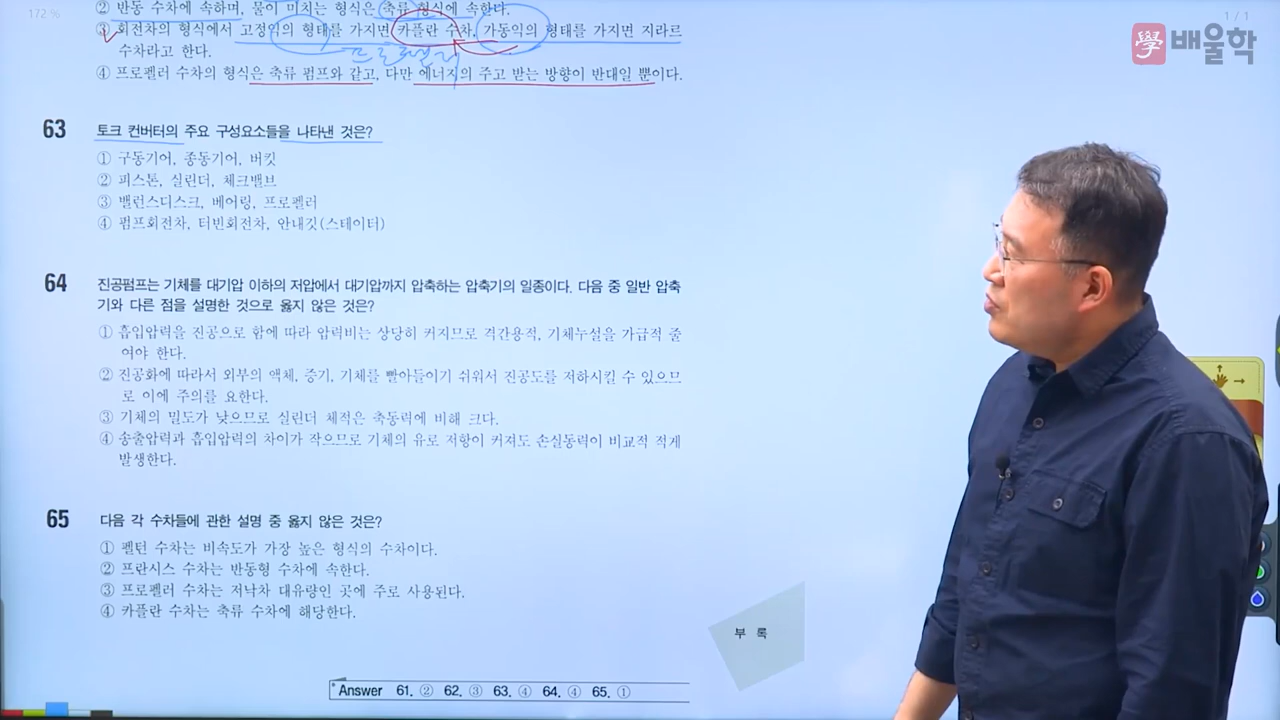 172 %
1 / 1
學 배울학
② 반동 수차에 속하며, 물이 미치는 형식은 축류 형식에 속한다.
③ 회전차의 형식에서 고정익의 형태를 가지면 카플란 수차, 가동익의 형태를 가지면 지라르
수차라고 한다.
프로펠러
④ 프로펠러 수차의 형식은 축류 펌프와 같고, 다만 에너지의 주고 받는 방향이 반대일 뿐이다.
63 토크 컨버터의 주요 구성요소들을 나타낸 것은?
① 구동기어, 종동기어, 버킷
② 피스톤, 실린더, 체크밸브
③ 밸런스디스크, 베어링, 프로펠러
④ 펌프회전차, 터빈회전차, 안내깃(스테이터)
64 진공펌프는 기체를 대기압 이하의 저압에서 대기압까지 압축하는 압축기의 일종이다. 다음 중 일반 압축
기와 다른 점을 설명한 것으로 옳지 않은 것은?
① 흡입압력을 진공으로 함에 따라 압력비는 상당히 커지므로 격간용적, 기체누설을 가급적 줄
여야 한다.
② 진공화에 따라서 외부의 액체, 증기, 기체를 빨아들이기 쉬워서 진공도를 저하시킬 수 있으므
로 이에 주의를 요한다.
③ 기체의 밀도가 낮으므로 실린더 체적은 축동력에 비해 크다.
④ 송출압력과 흡입압력의 차이가 작으므로 기체의 유로 저항이 커져도 손실동력이 비교적 적게
발생한다.
65 다음 각 수차들에 관한 설명 중 옳지 않은 것은?
① 펠턴 수차는 비속도가 가장 높은 형식의 수차이다.
② 프란시스 수차는 반동형 수차에 속한다.
③ 프로펠러 수차는 저낙차 대유량인 곳에 주로 사용된다.
④ 카플란 수차는 축류 수차에 해당한다.
부 록
Answer 61. ② 62. ③ 63. ④ 64. ④ 65. ①